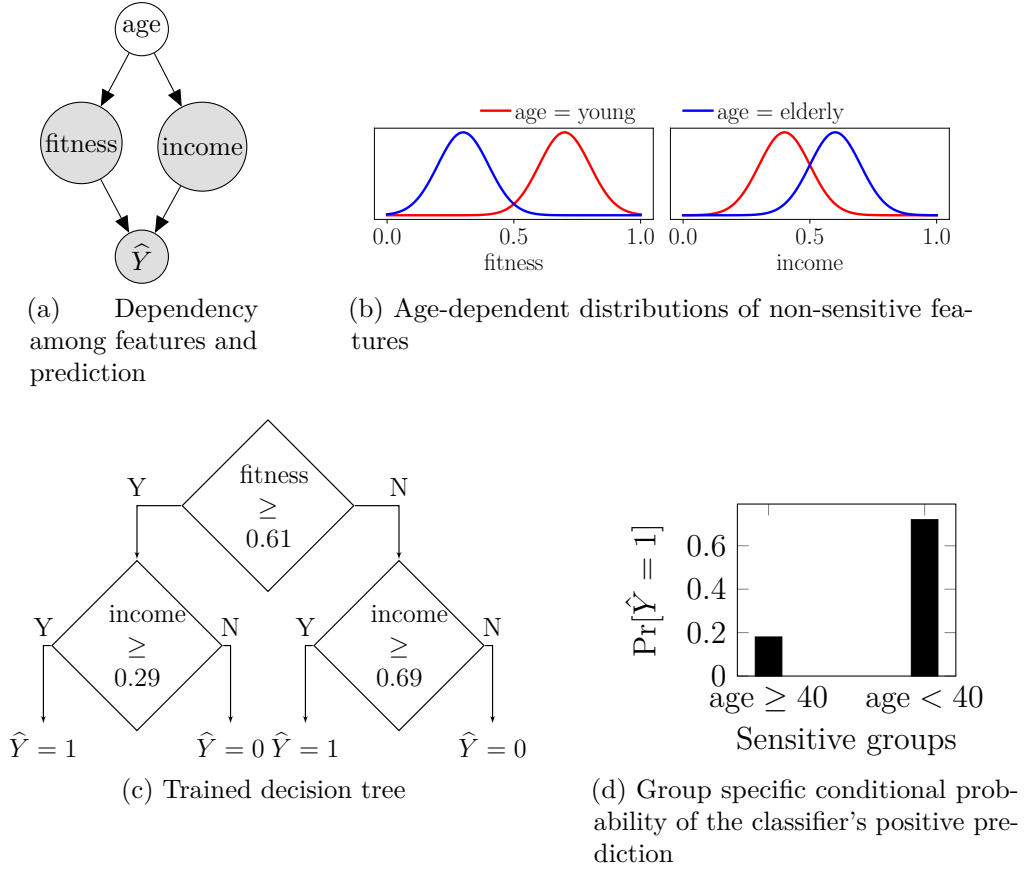 age
fitness
income
Ŷ
(a) Dependency
among features and
prediction
age = young
age = elderly
0.0 0.5 1.0
fitness
0.0 0.5 1.0
income
(b) Age-dependent distributions of non-sensitive fea-
tures
fitness
≥
0.61
Y
N
income
≥
0.29
Y
N
income
≥
0.69
Y
N
Ŷ = 1
Ŷ = 0
Ŷ = 1
Ŷ = 0
(c) Trained decision tree
Pr[Ŷ = 1]
0.6
0.4
0.2
0
age ≥ 40
age < 40
Sensitive groups
(d) Group specific conditional prob-
ability of the classifier's positive pre-
diction